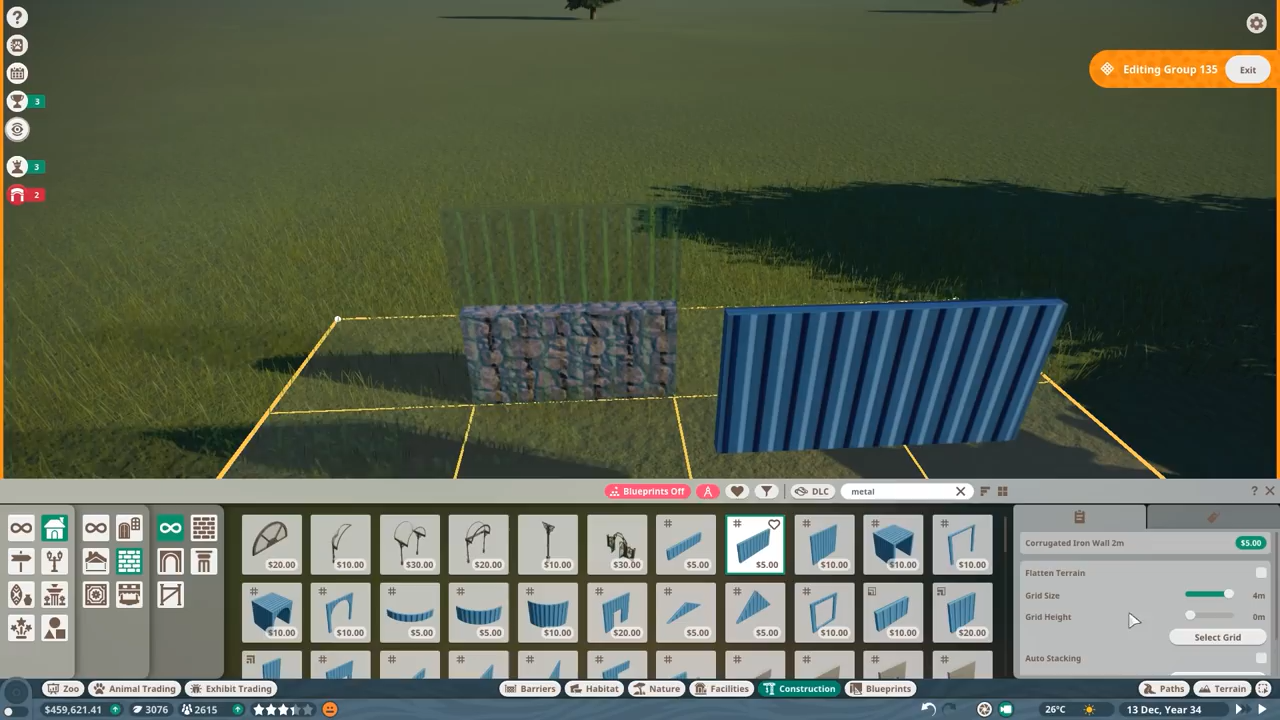 ?
Editing Group 135
Exit
3
3
2
Blueprints Off
DLC
metal
?
$20.00
$10.00
$30.00
$20.00
$10.00
$30.00
$5.00
$5.00
$10.00
$10.00
$10.00
Corrugated Iron Wall 2m
$5.00
Flatten Terrain
Grid Size
4m
$10.00
$10.00
$5.00
$5.00
$10.00
$20.00
$5.00
$5.00
$10.00
$10.00
$20.00
Grid Height
0m
Select Grid
Auto Stacking
Zoo
Animal Trading
Exhibit Trading
Barriers
Habitat
Nature
Facilities
Construction
Blueprints
Paths
Terrain
$459,621.41
3076
2615
26°C
13 Dec, Year 34